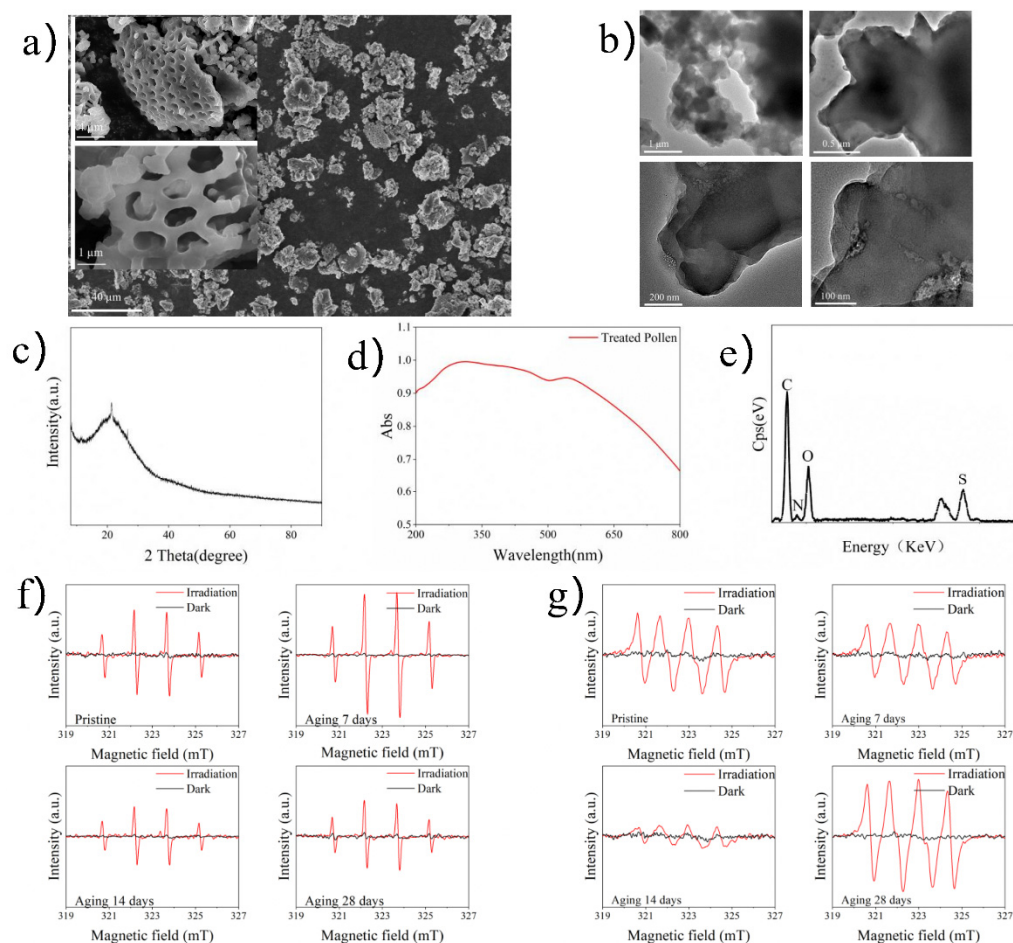 a)
4 µm
1 µm
40 µm
b)
1 µm
0.5 µm
200 nm
100 nm
c)
Intensity(a.u.)
20 40 60 80
2 Theta(degree)
d)
Treated Pollen
Abs
1.1
1.0
0.9
0.8
0.7
0.6
0.5
200 350 500 650 800
Wavelength(nm)
e)
Cps(eV)
C
N
O
S
Energy（KeV）
f)
Intensity (a.u.)
Irradiation
Dark
Pristine
319 321 323 325 327
Magnetic field (mT)
Intensity (a.u.)
Irradiation
Dark
Aging 7 days
319 321 323 325 327
Magnetic field (mT)
Intensity (a.u.)
Irradiation
Dark
Aging 14 days
319 321 323 325 327
Magnetic field (mT)
Intensity (a.u.)
Irradiation
Dark
Aging 28 days
319 321 323 325 327
Magnetic field (mT)
g)
Intensity (a.u.)
Irradiation
Dark
Pristine
319 321 323 325 327
Magnetic field (mT)
Intensity (a.u.)
Irradiation
Dark
Aging 7 days
319 321 323 325 327
Magnetic field (mT)
Intensity (a.u.)
Irradiation
Dark
Aging 14 days
319 321 323 325 327
Magnetic field (mT)
Intensity (a.u.)
Irradiation
Dark
Aging 28 days
319 321 323 325 327
Magnetic field (mT)